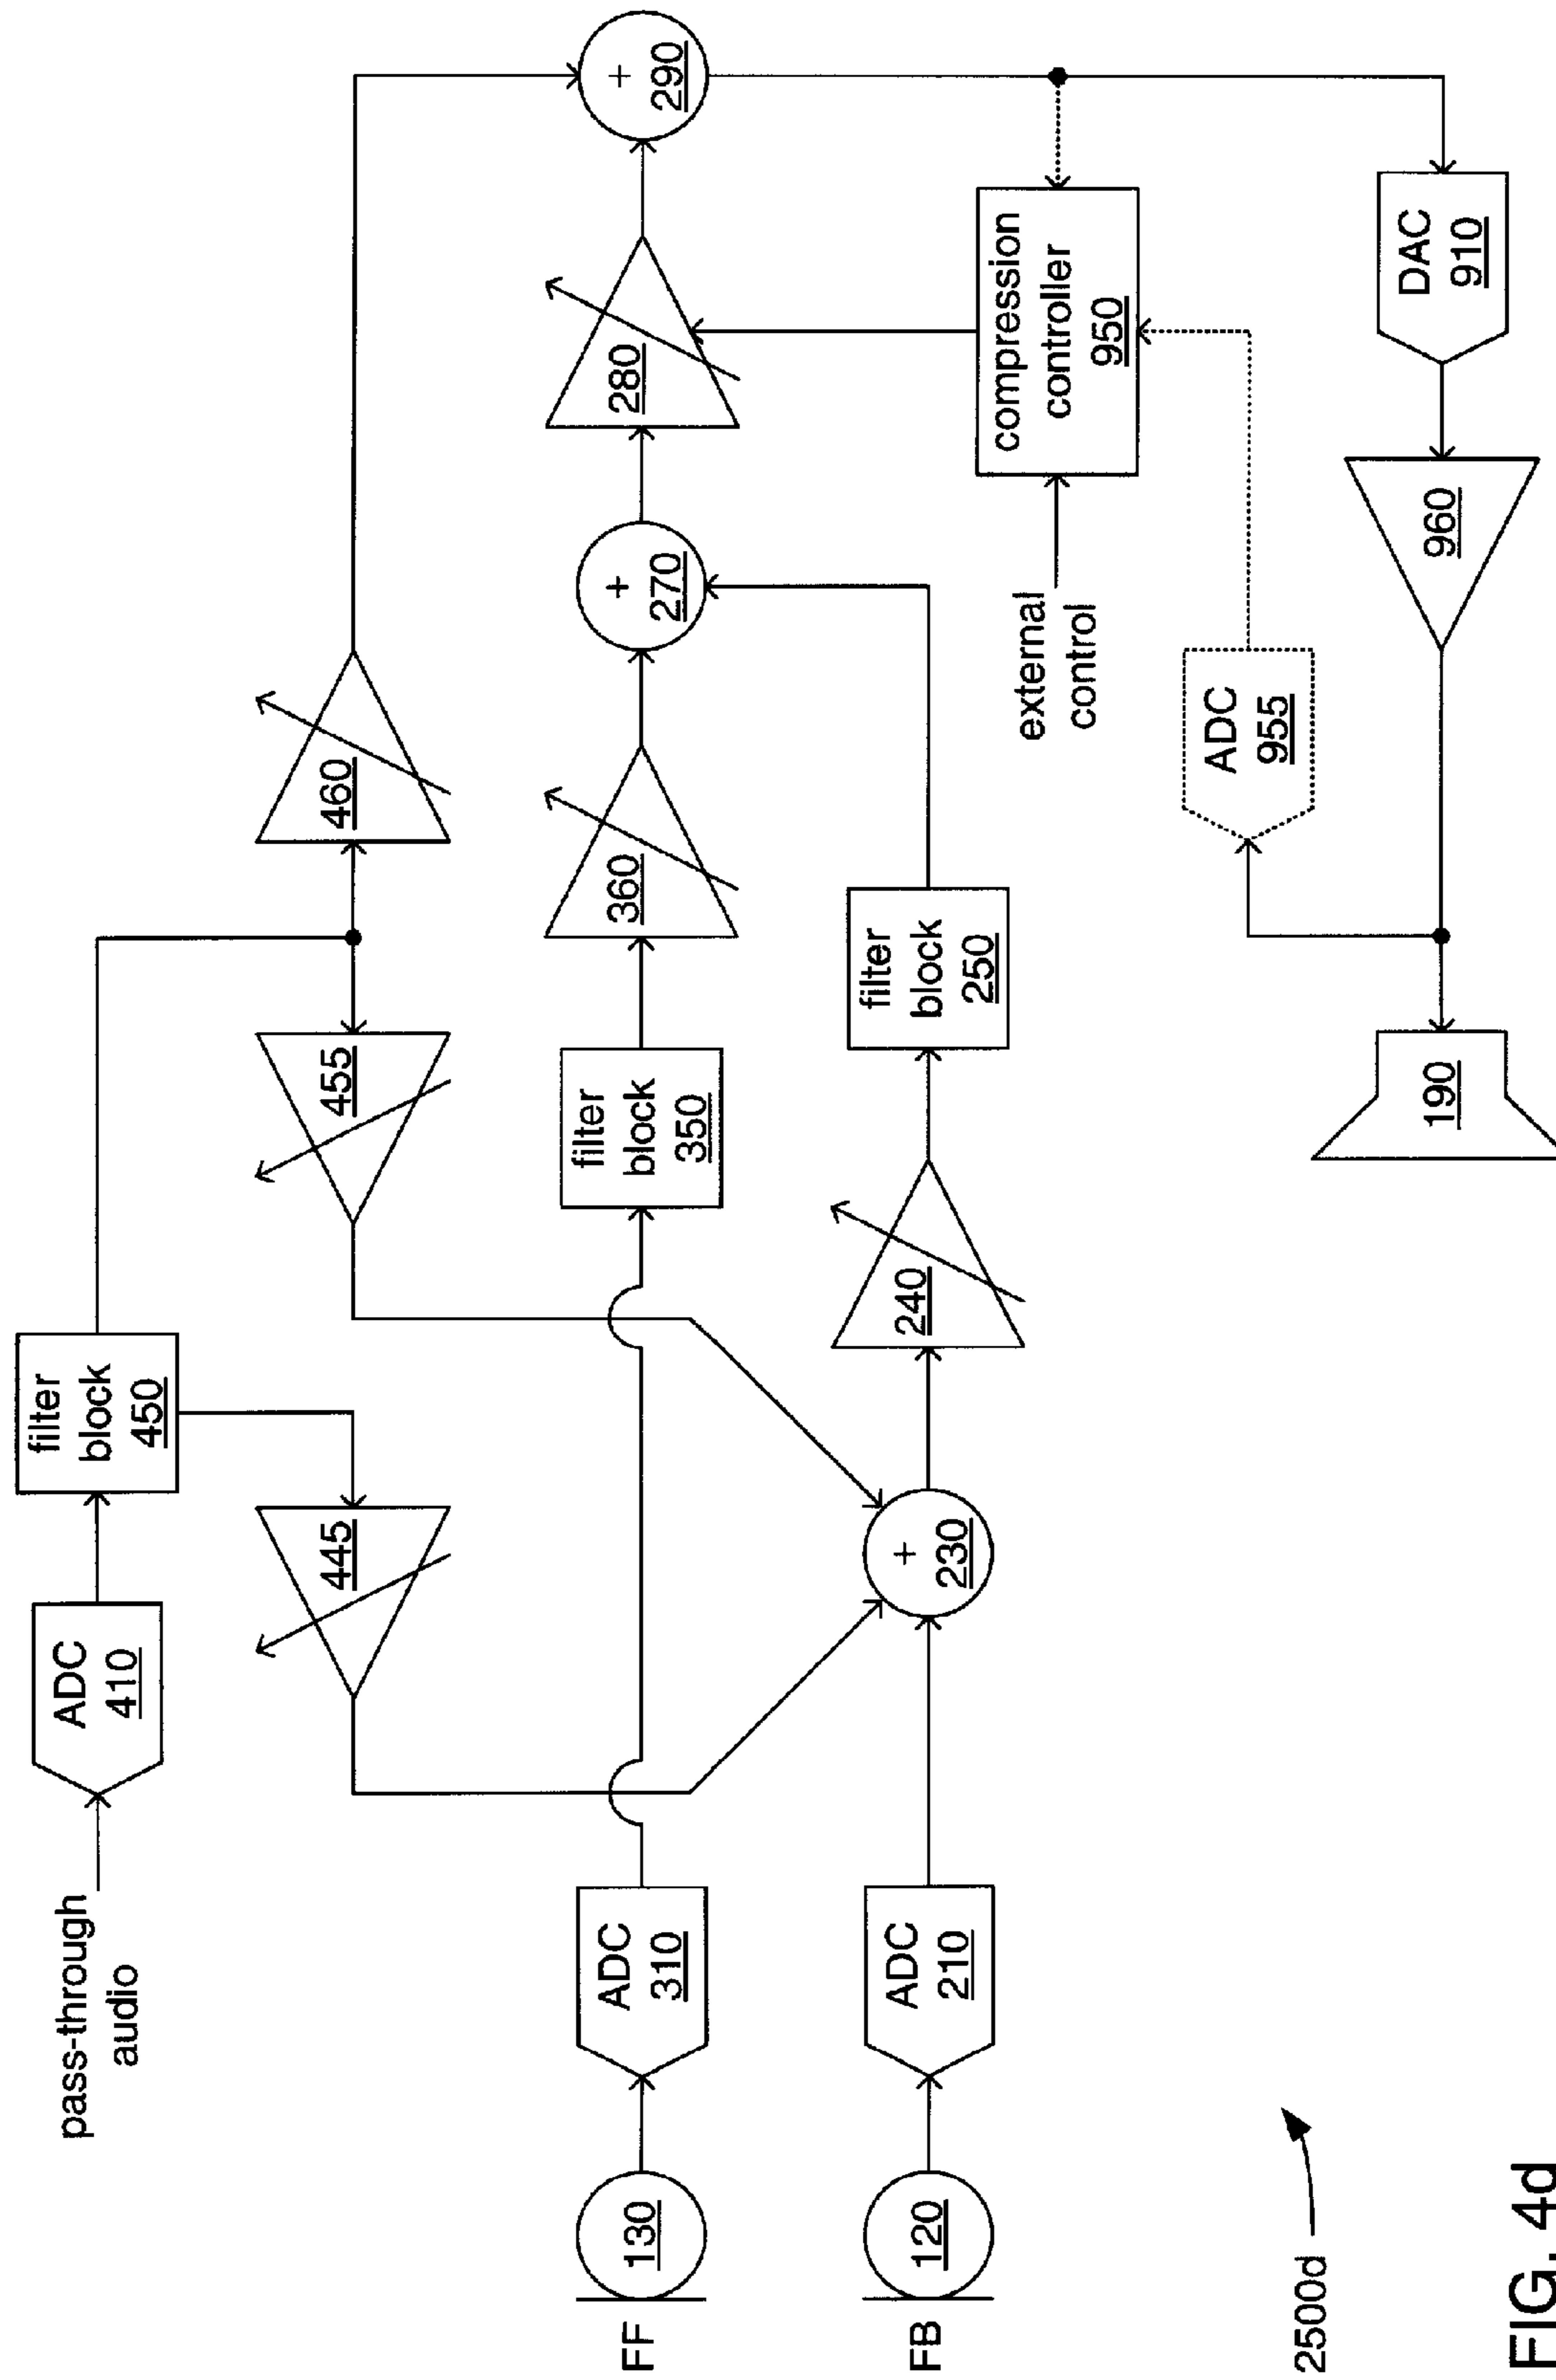 pass-through
audio
ADC
410
filter
block
450
445
455
460
+
290
FF
130
ADC
310
filter
block
350
360
+
270
280
FB
120
ADC
210
+
230
240
filter
block
250
external
control
compression
controller
950
ADC
955
DAC
910
960
190
2500d
FIG. 4d